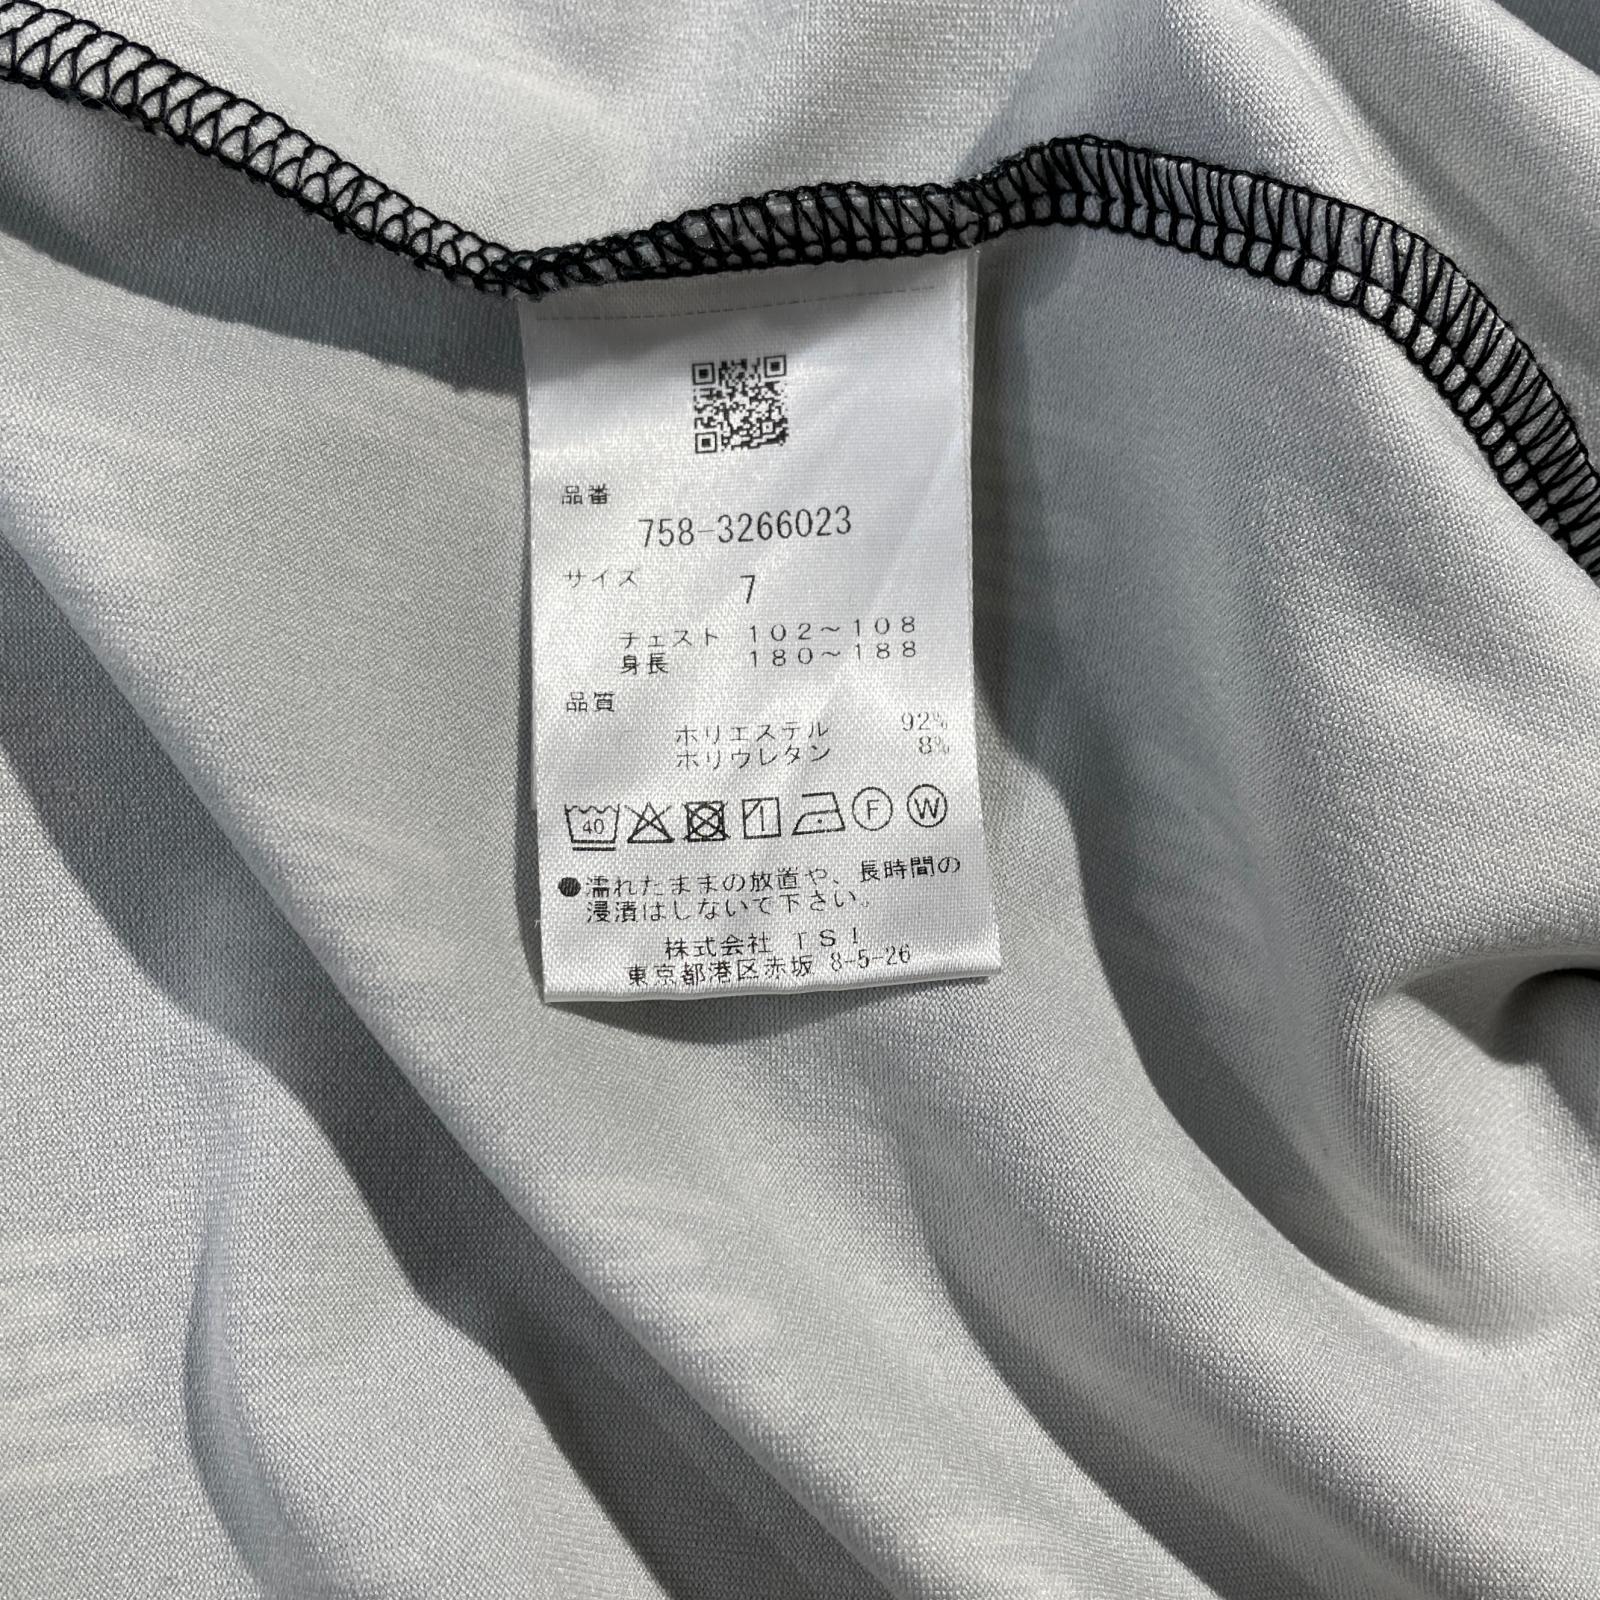 品番
758-3266023
サイズ 7
チェスト 102～108
身長 180～188
品質
ポリエステル 92%
ポリウレタン 8%
40 F W
●濡れたままの放置や、長時間の
浸漬はしないで下さい。
株式会社 TSI
東京都港区赤坂 8-5-26